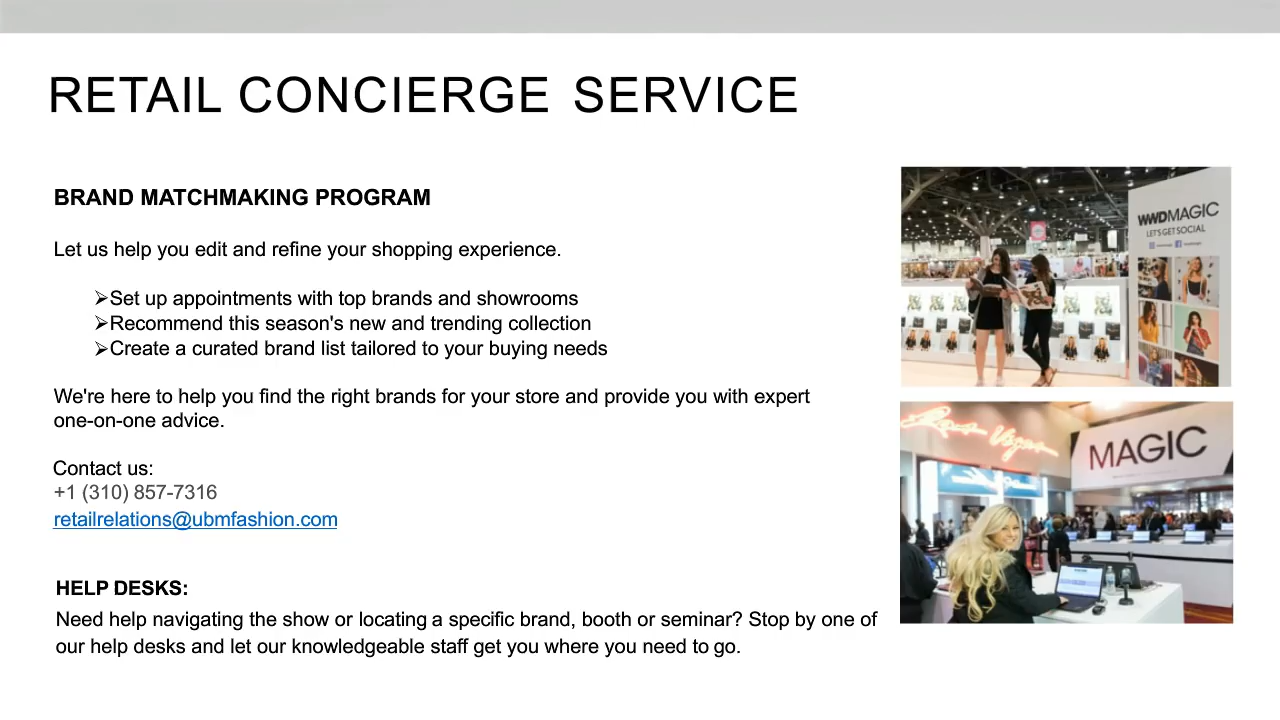 RETAIL CONCIERGE SERVICE
BRAND MATCHMAKING PROGRAM
Let us help you edit and refine your shopping experience.
➢Set up appointments with top brands and showrooms
➢Recommend this season's new and trending collection
➢Create a curated brand list tailored to your buying needs
We're here to help you find the right brands for your store and provide you with expert
one-on-one advice.
Contact us:
+1 (310) 857-7316
retailrelations@ubmfashion.com
HELP DESKS:
Need help navigating the show or locating a specific brand, booth or seminar? Stop by one of
our help desks and let our knowledgeable staff get you where you need to go.
WWDMAGIC
LET'S GET SOCIAL
Las Vegas
MAGIC